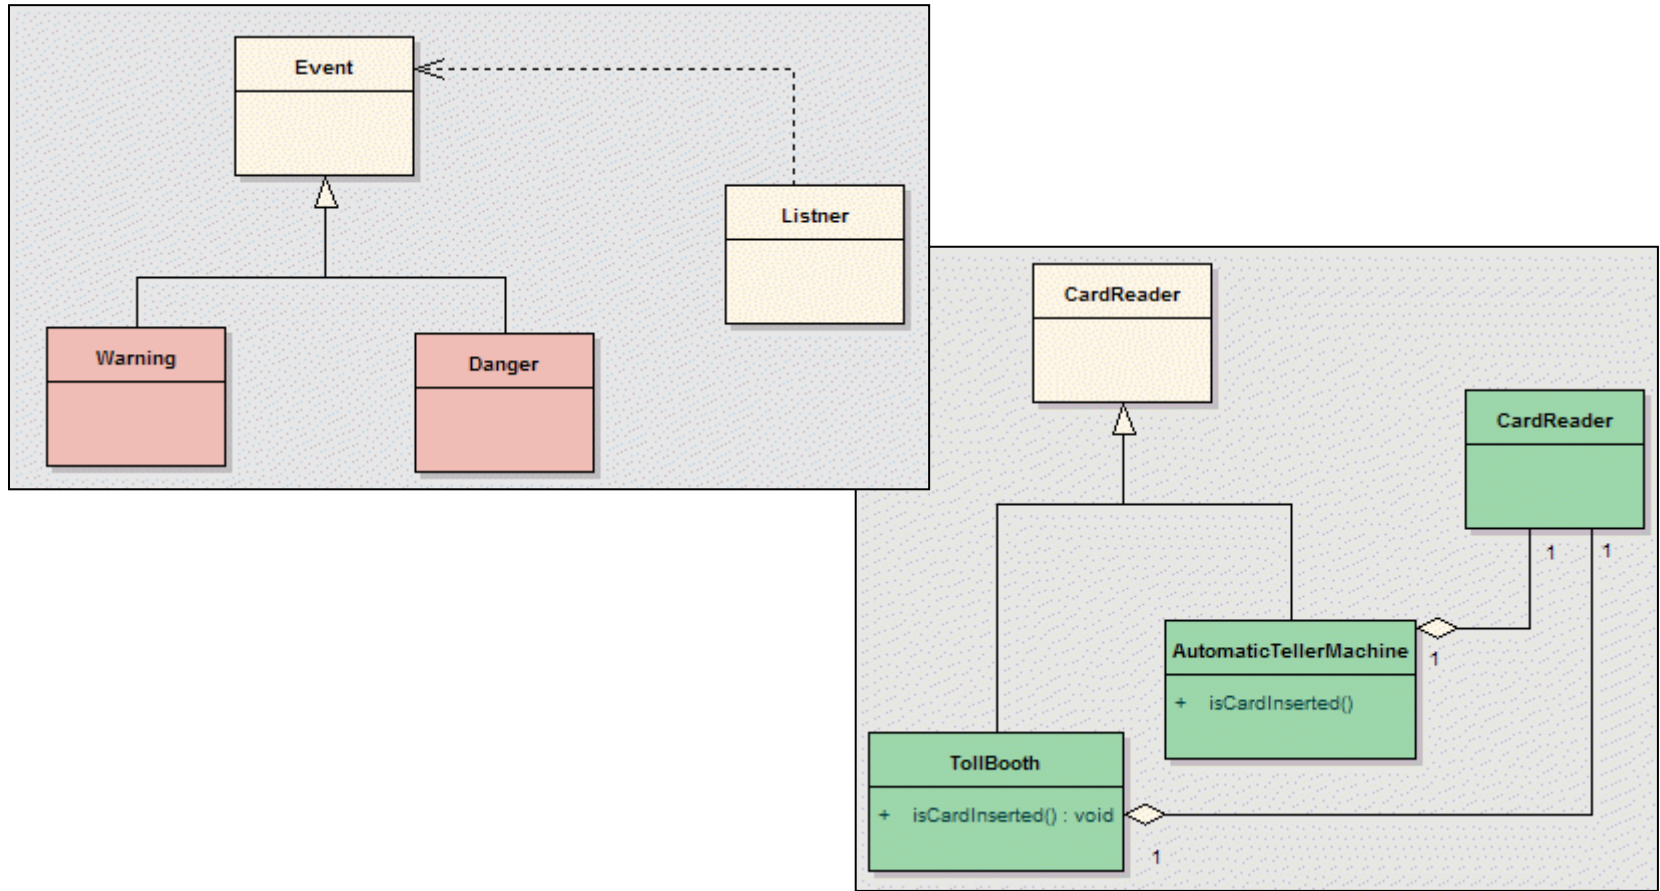 Event
Listner
Warning
Danger
CardReader
CardReader
1
1
AutomaticTellerMachine
1
+ isCardInserted()
TollBooth
+ isCardInserted() : void
1